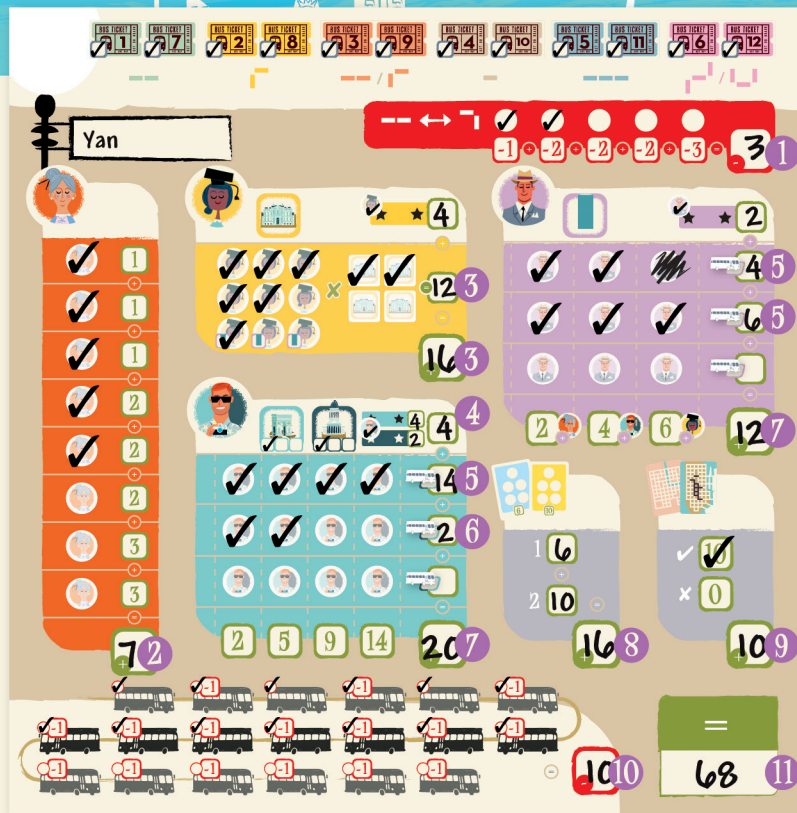 BUS TICKET 1 BUS TICKET 7 BUS TICKET 2 BUS TICKET 8 BUS TICKET 3 BUS TICKET 9 BUS TICKET 4 BUS TICKET 10 BUS TICKET 5 BUS TICKET 11 BUS TICKET 6 BUS TICKET 12
/ /
-1 + -2 + -2 + -2 + -3 = - 3 1
Yan
4
2
1
+
1
+
1
+
2
+
2
+
2
+
3
+
3
=
+ 7 2
+
x = 12 3
=
16 3
+
4 5
+
6 5
+
=
2 + 4 + 6 +
+ 12 7
4 2 4 4
+
14 5
+
2 6
+
=
2 5 9 14 + 20 7
6 10
1 6
+
2 10 =
+ 16 8
✓ 10
x 0
+ 10 9
-1 -1 -1 -1 -1 -1
-1 -1 -1 -1 -1 -1 -1
-1 -1 -1 -1 -1 -1 = - 10 10
=
68 11